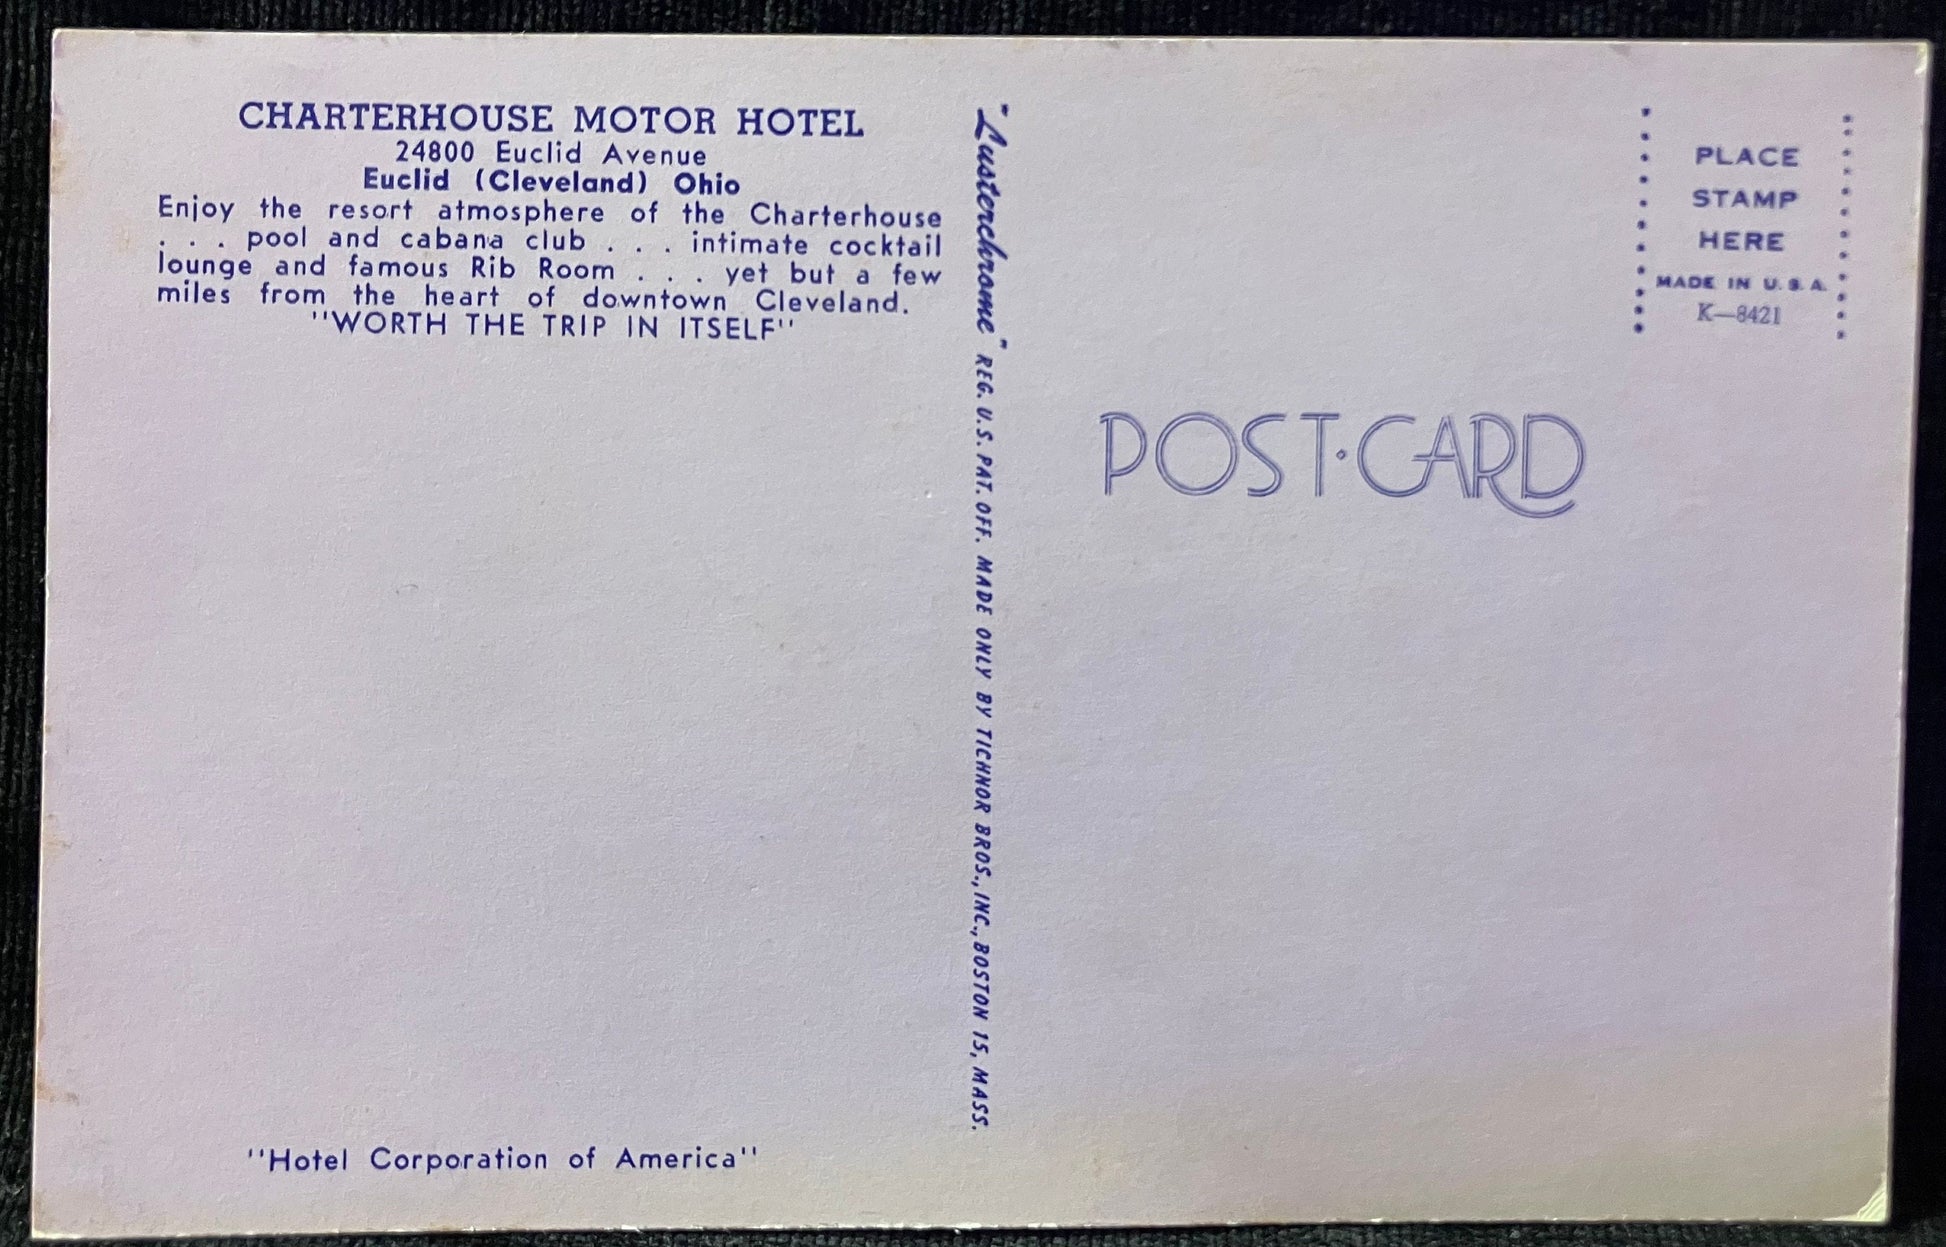 CHARTERHOUSE MOTOR HOTEL
24800 Euclid Avenue
Euclid (Cleveland) Ohio
Enjoy the resort atmosphere of the Charterhouse
. . . pool and cabana club . . . intimate cocktail
lounge and famous Rib Room . . . yet but a few
miles from the heart of downtown Cleveland.
''WORTH THE TRIP IN ITSELF''
''Hotel Corporation of America''
"Lusterchrome" REG. U.S. PAT. OFF. MADE ONLY BY TICHNOR BROS., INC., BOSTON 15, MASS.
PLACE
STAMP
HERE
MADE IN U.S.A.
K—8421
POST·CARD